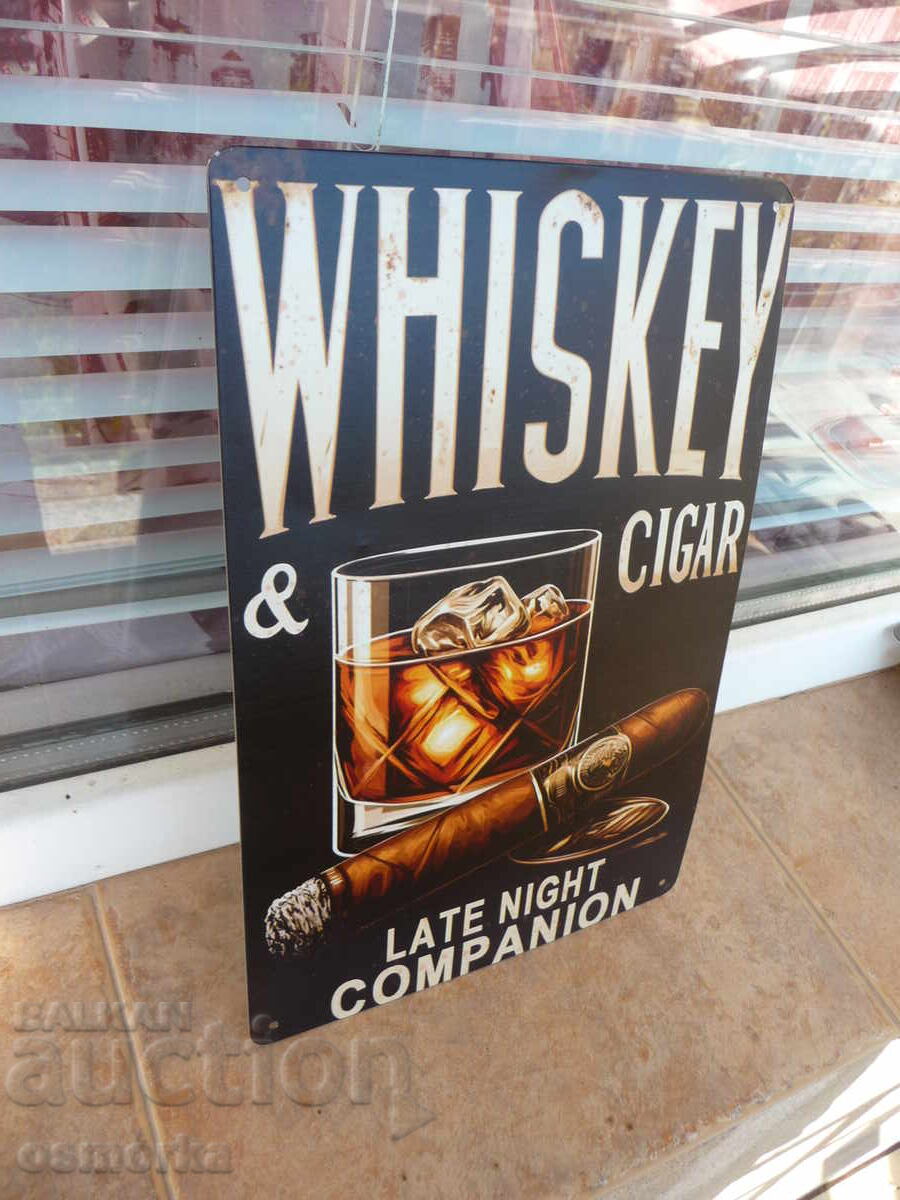 WHISKEY
& CIGAR
LATE NIGHT
COMPANION
BALKAN
auction
osmorka